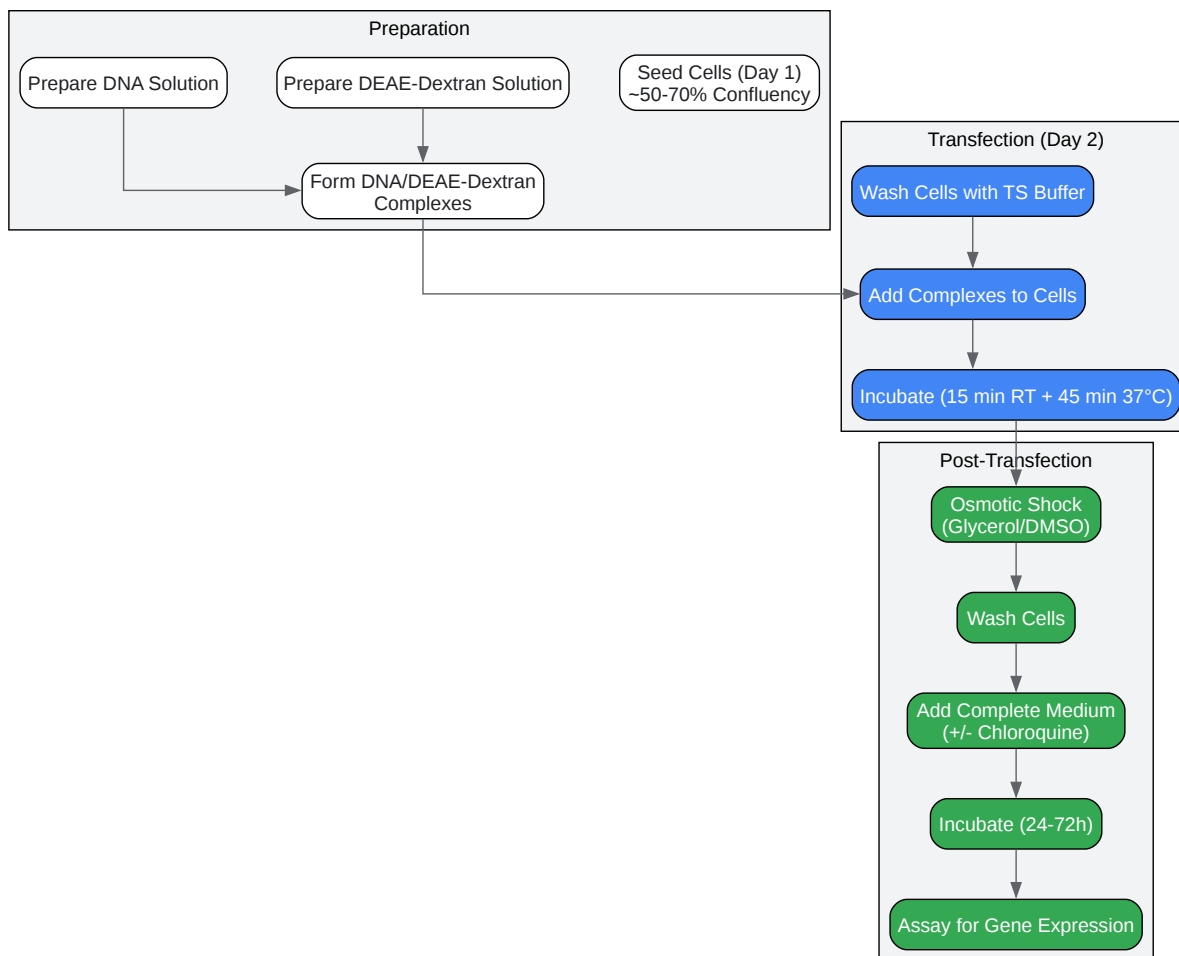 Preparation
Prepare DNA Solution
Prepare DEAE-Dextran Solution
Seed Cells (Day 1)
~50-70% Confluency
Form DNA/DEAE-Dextran
Complexes
Transfection (Day 2)
Wash Cells with TS Buffer
Add Complexes to Cells
Incubate (15 min RT + 45 min 37°C)
Post-Transfection
Osmotic Shock
(Glycerol/DMSO)
Wash Cells
Add Complete Medium
(+/- Chloroquine)
Incubate (24-72h)
Assay for Gene Expression